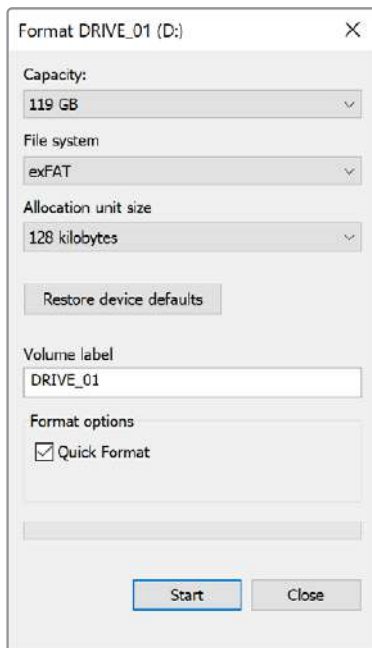 Format DRIVE_01 (D:)
Capacity:
119 GB
File system
exFAT
Allocation unit size
128 kilobytes
Restore device defaults
Volume label
DRIVE_01
Format options
Quick Format
Start Close